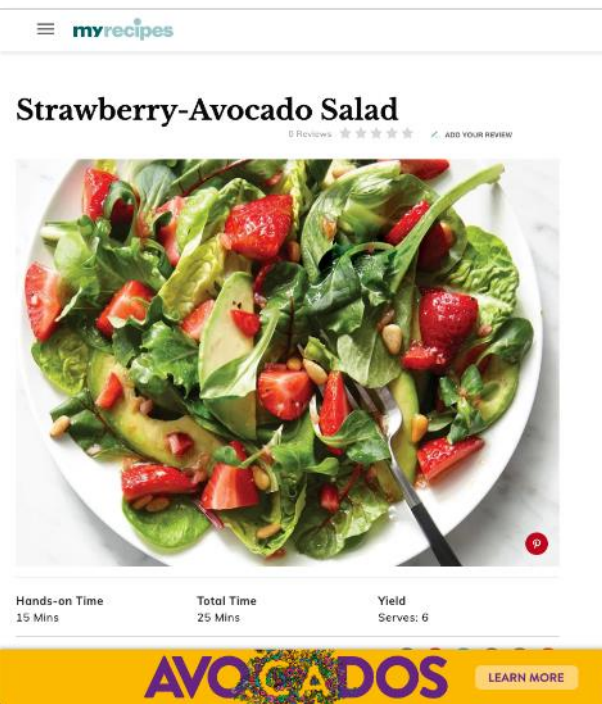 myrecipes
Strawberry-Avocado Salad
0 Reviews ADD YOUR REVIEW
Hands-on Time Total Time Yield
15 Mins 25 Mins Serves: 6
AVOCADOS LEARN MORE